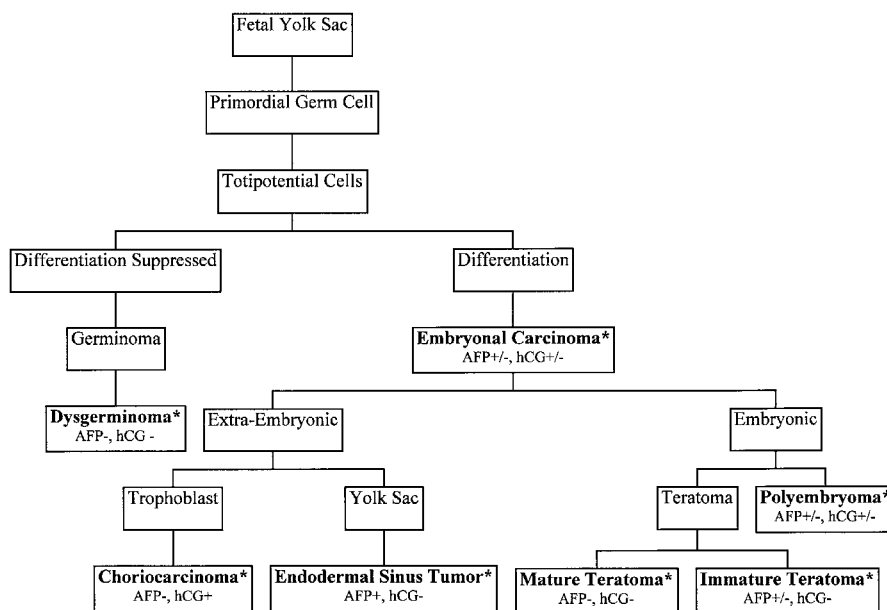 Fetal Yolk Sac
Primordial Germ Cell
Totipotential Cells
Differentiation Suppressed
Differentiation
Germinoma
Embryonal Carcinoma*
AFP+/-, hCG+/-
Dysgerminoma*
AFP-, hCG -
Extra-Embryonic
Embryonic
Trophoblast
Yolk Sac
Teratoma
Polyembryoma*
AFP+/-, hCG+/-
Choriocarcinoma*
AFP-, hCG+
Endodermal Sinus Tumor*
AFP+, hCG-
Mature Teratoma*
AFP-, hCG-
Immature Teratoma*
AFP+/-, hCG-